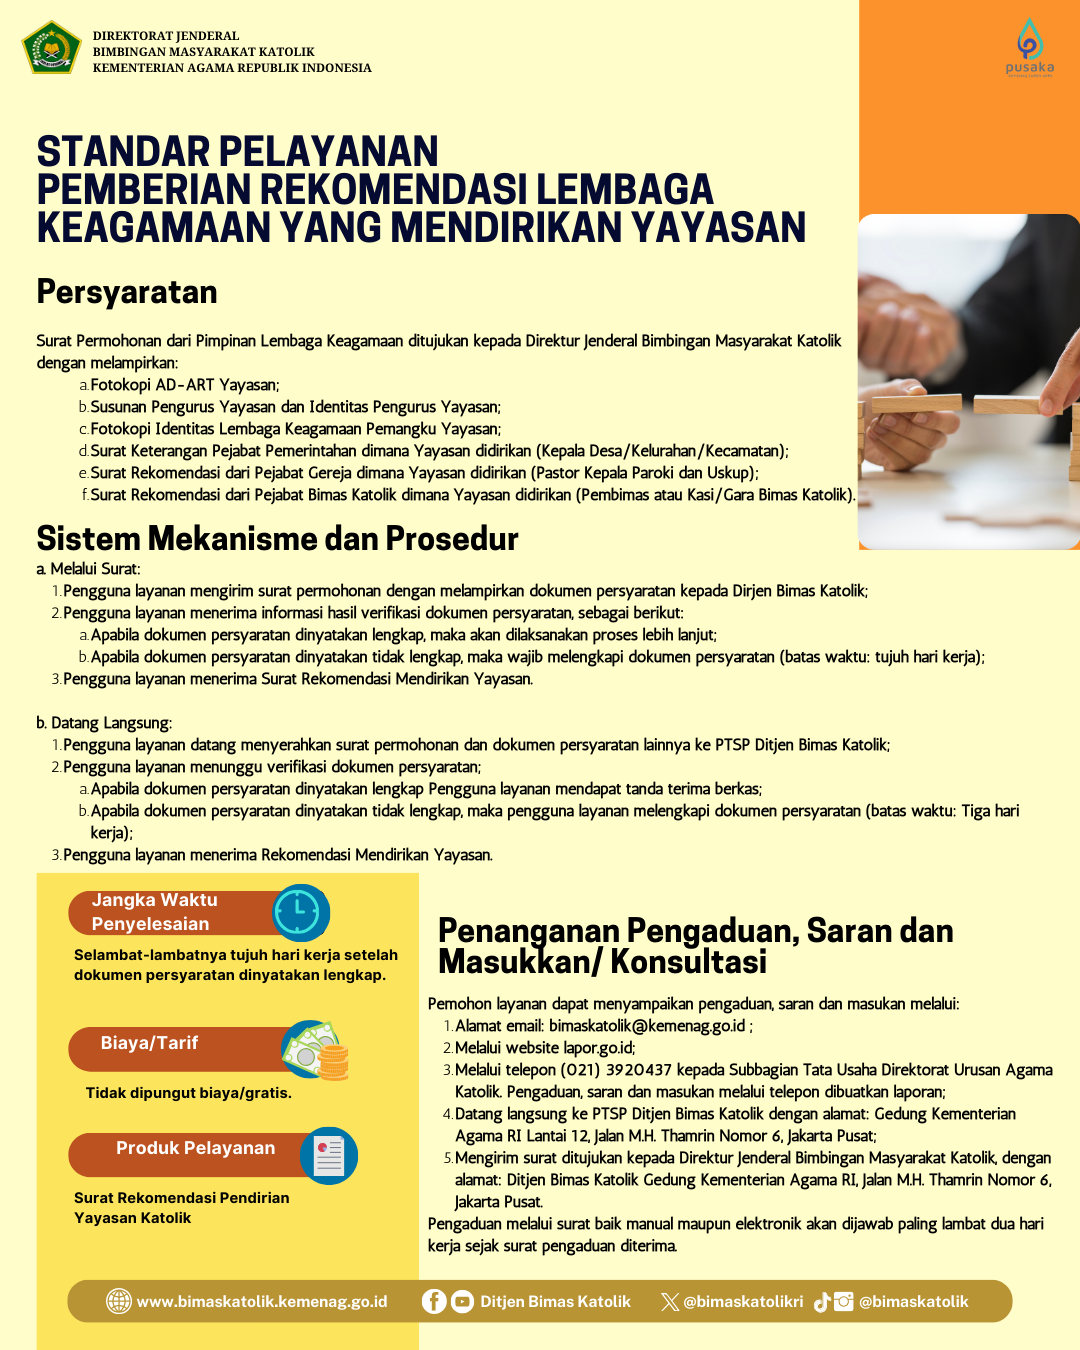 DIREKTORAT JENDERAL
BIMBINGAN MASYARAKAT KATOLIK
KEMENTERIAN AGAMA REPUBLIK INDONESIA
pusaka
STANDAR PELAYANAN
PEMBERIAN REKOMENDASI LEMBAGA
KEAGAMAAN YANG MENDIRIKAN YAYASAN
Persyaratan
Surat Permohonan dari Pimpinan Lembaga Keagamaan ditujukan kepada Direktur Jenderal Bimbingan Masyarakat Katolik
dengan melampirkan:
a. Fotokopi AD-ART Yayasan;
b. Susunan Pengurus Yayasan dan Identitas Pengurus Yayasan;
c. Fotokopi Identitas Lembaga Keagamaan Pemangku Yayasan;
d. Surat Keterangan Pejabat Pemerintahan dimana Yayasan didirikan (Kepala Desa/Kelurahan/Kecamatan);
e. Surat Rekomendasi dari Pejabat Gereja dimana Yayasan didirikan (Pastor Kepala Paroki dan Uskup);
f. Surat Rekomendasi dari Pejabat Bimas Katolik dimana Yayasan didirikan (Pembimas atau Kasi/Gara Bimas Katolik).
Sistem Mekanisme dan Prosedur
a. Melalui Surat:
1. Pengguna layanan mengirim surat permohonan dengan melampirkan dokumen persyaratan kepada Dirjen Bimas Katolik;
2. Pengguna layanan menerima informasi hasil verifikasi dokumen persyaratan, sebagai berikut:
a. Apabila dokumen persyaratan dinyatakan lengkap, maka akan dilaksanakan proses lebih lanjut;
b. Apabila dokumen persyaratan dinyatakan tidak lengkap, maka wajib melengkapi dokumen persyaratan (batas waktu: tujuh hari kerja);
3. Pengguna layanan menerima Surat Rekomendasi Mendirikan Yayasan.
b. Datang Langsung:
1. Pengguna layanan datang menyerahkan surat permohonan dan dokumen persyaratan lainnya ke PTSP Ditjen Bimas Katolik;
2. Pengguna layanan menunggu verifikasi dokumen persyaratan;
a. Apabila dokumen persyaratan dinyatakan lengkap Pengguna layanan mendapat tanda terima berkas;
b. Apabila dokumen persyaratan dinyatakan tidak lengkap, maka pengguna layanan melengkapi dokumen persyaratan (batas waktu: Tiga hari
kerja);
3. Pengguna layanan menerima Rekomendasi Mendirikan Yayasan.
Jangka Waktu
Penyelesaian
Selambat-lambatnya tujuh hari kerja setelah
dokumen persyaratan dinyatakan lengkap.
Biaya/Tarif
Tidak dipungut biaya/gratis.
Produk Pelayanan
Surat Rekomendasi Pendirian
Yayasan Katolik
Penanganan Pengaduan, Saran dan
Masukkan/ Konsultasi
Pemohon layanan dapat menyampaikan pengaduan, saran dan masukan melalui:
1. Alamat email: bimaskatolik@kemenag.go.id ;
2. Melalui website lapor.go.id;
3. Melalui telepon (021) 3920437 kepada Subbagian Tata Usaha Direktorat Urusan Agama
Katolik. Pengaduan, saran dan masukan melalui telepon dibuatkan laporan;
4. Datang langsung ke PTSP Ditjen Bimas Katolik dengan alamat: Gedung Kementerian
Agama RI Lantai 12, Jalan M.H. Thamrin Nomor 6, Jakarta Pusat;
5. Mengirim surat ditujukan kepada Direktur Jenderal Bimbingan Masyarakat Katolik, dengan
alamat: Ditjen Bimas Katolik Gedung Kementerian Agama RI, Jalan M.H. Thamrin Nomor 6,
Jakarta Pusat.
Pengaduan melalui surat baik manual maupun elektronik akan dijawab paling lambat dua hari
kerja sejak surat pengaduan diterima.
www.bimaskatolik.kemenag.go.id
Ditjen Bimas Katolik
@bimaskatolikri
@bimaskatolik